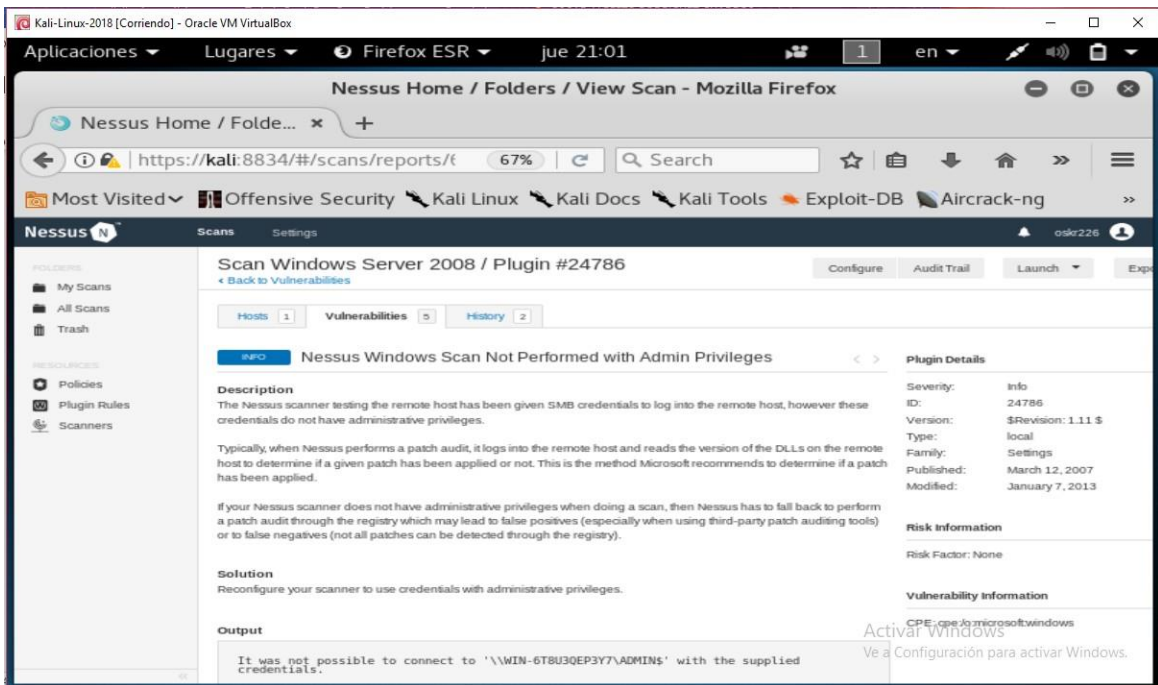 Kali-Linux-2018 [Corriendo] - Oracle VM VirtualBox
Aplicaciones Lugares Firefox ESR jue 21:01 1 en
Nessus Home / Folders / View Scan - Mozilla Firefox
Nessus Home / Folde...
https://kali:8834/#/scans/reports/6 67% Search
Most Visited Offensive Security Kali Linux Kali Docs Kali Tools Exploit-DB Aircrack-ng
Nessus N Scans Settings oskr226
FOLDERS
My Scans
All Scans
Trash
RESOURCES
Policies
Plugin Rules
Scanners
Scan Windows Server 2008 / Plugin #24786
Back to Vulnerabilities
Configure Audit Trail Launch Expo
Hosts 1 Vulnerabilities 5 History 2
INFO Nessus Windows Scan Not Performed with Admin Privileges
Description
The Nessus scanner testing the remote host has been given SMB credentials to log into the remote host, however these
credentials do not have administrative privileges.
Typically, when Nessus performs a patch audit, it logs into the remote host and reads the version of the DLLs on the remote
host to determine if a given patch has been applied or not. This is the method Microsoft recommends to determine if a patch
has been applied.
If your Nessus scanner does not have administrative privileges when doing a scan, then Nessus has to fall back to perform
a patch audit through the registry which may lead to false positives (especially when using third-party patch auditing tools)
or to false negatives (not all patches can be detected through the registry).
Solution
Reconfigure your scanner to use credentials with administrative privileges.
Output
It was not possible to connect to '\\WIN-6T8U3QEP3Y7\ADMIN$' with the supplied
credentials.
Plugin Details
Severity: Info
ID: 24786
Version: $Revision: 1.11 $
Type: local
Family: Settings
Published: March 12, 2007
Modified: January 7, 2013
Risk Information
Risk Factor: None
Vulnerability Information
CPE: cpe:/o:microsoft:windows
Activar Windows
Ve a Configuración para activar Windows.